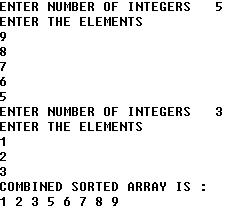 ENTER NUMBER OF INTEGERS   5
ENTER THE ELEMENTS
9
8
7
6
5
ENTER NUMBER OF INTEGERS   3
ENTER THE ELEMENTS
1
2
3
COMBINED SORTED ARRAY IS :
1 2 3 5 6 7 8 9